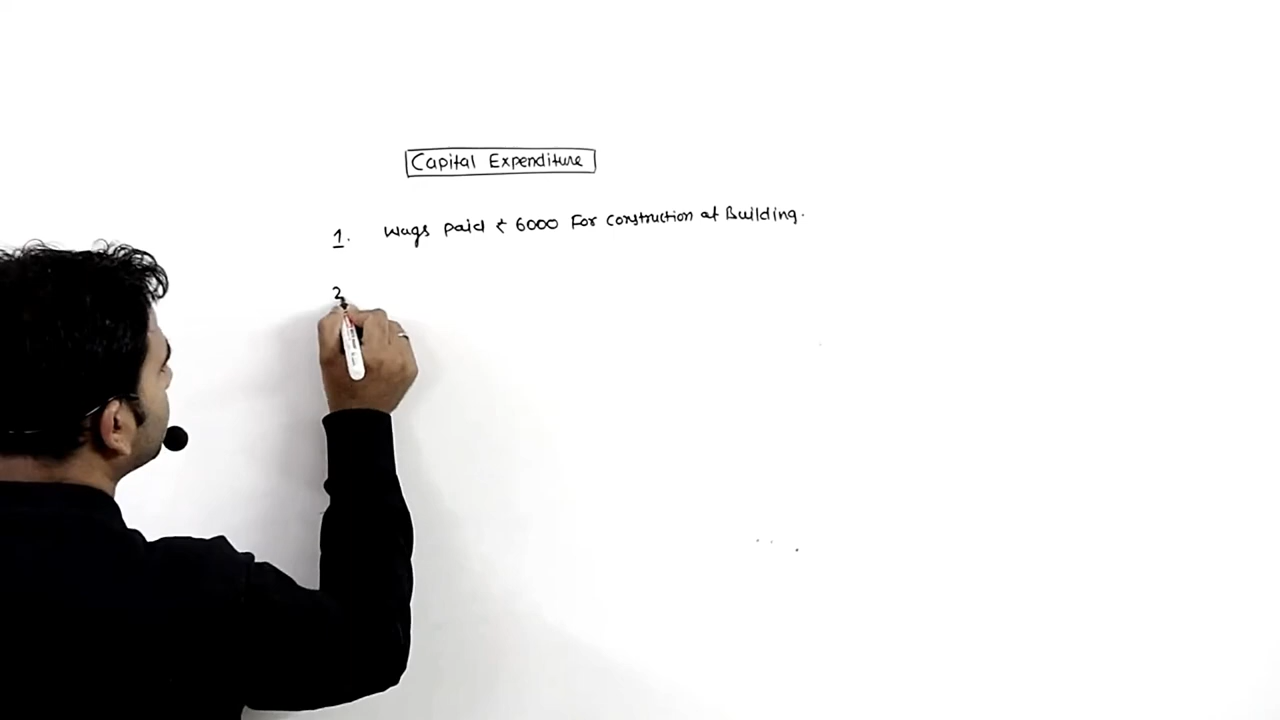 Capital Expenditure
1. Wags paid ₹ 6000 For construction of Building.
2